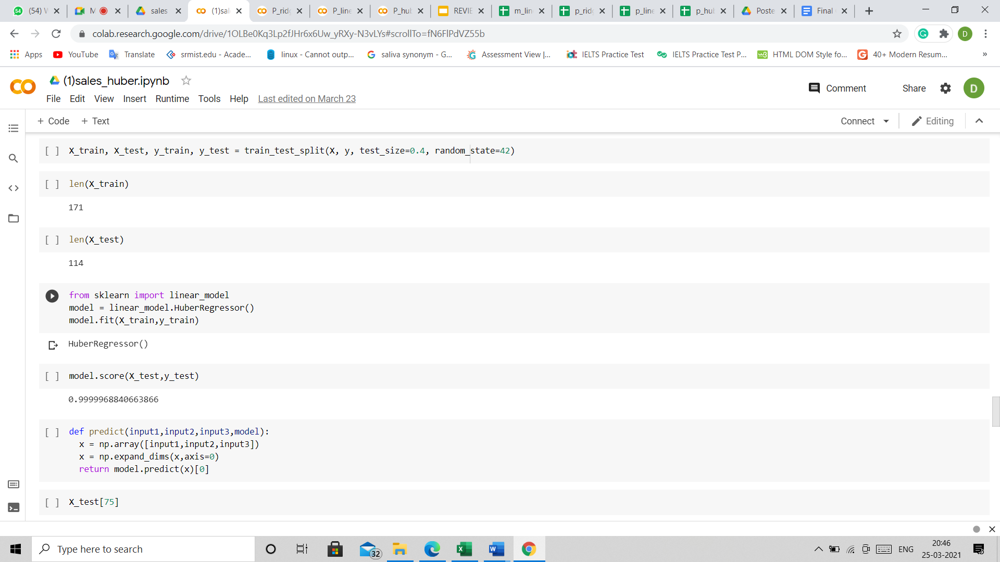 (54) W
M
sales
(1)sal
P_ridg
P_line
P_hub
REVIE
m_lin
p_ridg
p_line
p_hub
Poste
Final
colab.research.google.com/drive/1OLBe0Kq3Lp2fJHr6x6Uw_yRXy-N3vLYs#scrollTo=fN6FlPdVZ55b
D
Apps
YouTube
Translate
srmist.edu - Acade...
linux - Cannot outp...
saliva synonym - G...
Assessment View |...
IELTS Practice Test
IELTS Practice Test P...
HTML DOM Style fo...
40+ Modern Resum...
»
(1)sales_huber.ipynb
Comment
Share
D
File Edit View Insert Runtime Tools Help Last edited on March 23
+ Code + Text
Connect
Editing
[ ] X_train, X_test, y_train, y_test = train_test_split(X, y, test_size=0.4, random_state=42)
[ ] len(X_train)
171
[ ] len(X_test)
114
from sklearn import linear_model
model = linear_model.HuberRegressor()
model.fit(X_train,y_train)
HuberRegressor()
[ ] model.score(X_test,y_test)
0.9999968840663866
[ ] def predict(input1,input2,input3,model):
x = np.array([input1,input2,input3])
x = np.expand_dims(x,axis=0)
return model.predict(x)[0]
[ ] X_test[75]
Type here to search
32
ENG
20:46
25-03-2021